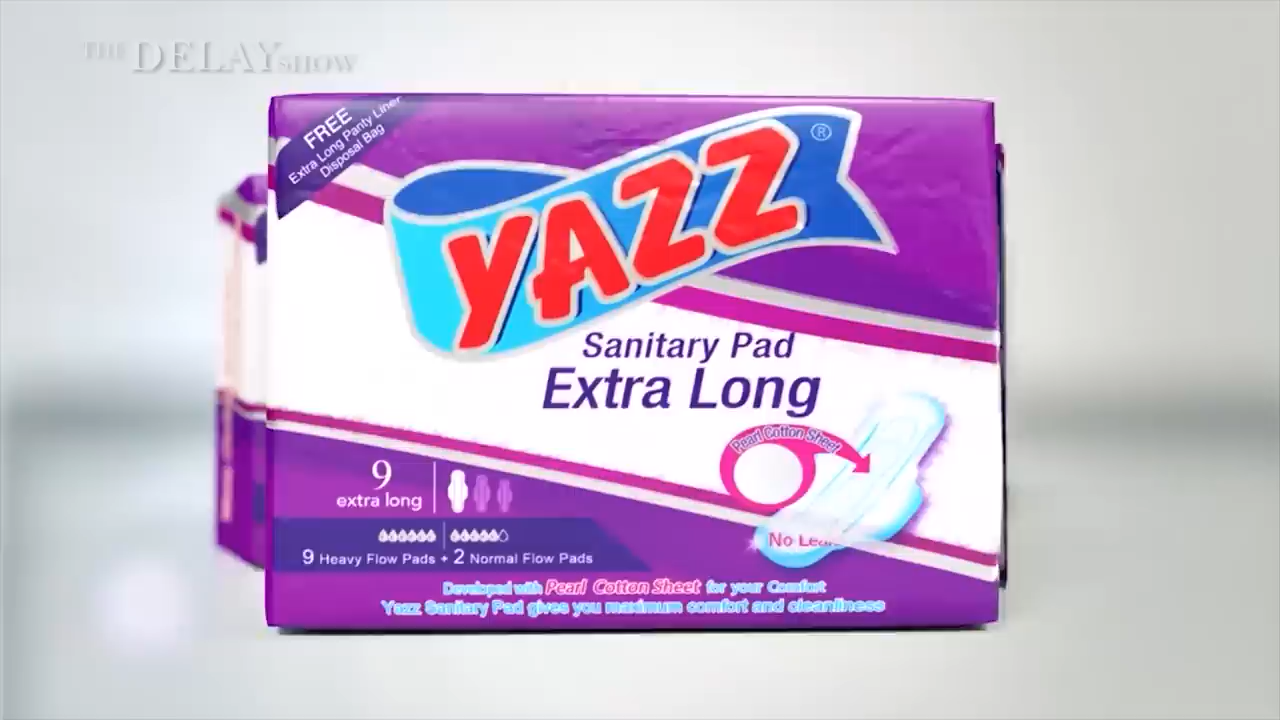 THE DELAY SHOW
FREE
Extra Long Panty Liner
Disposal Bag
YAZZ®
Sanitary Pad
Extra Long
Pearl Cotton Sheet
9
extra long
No Leak
9 Heavy Flow Pads + 2 Normal Flow Pads
Developed with Pearl Cotton Sheet for your Comfort
Yazz Sanitary Pad gives you maximum comfort and cleanliness